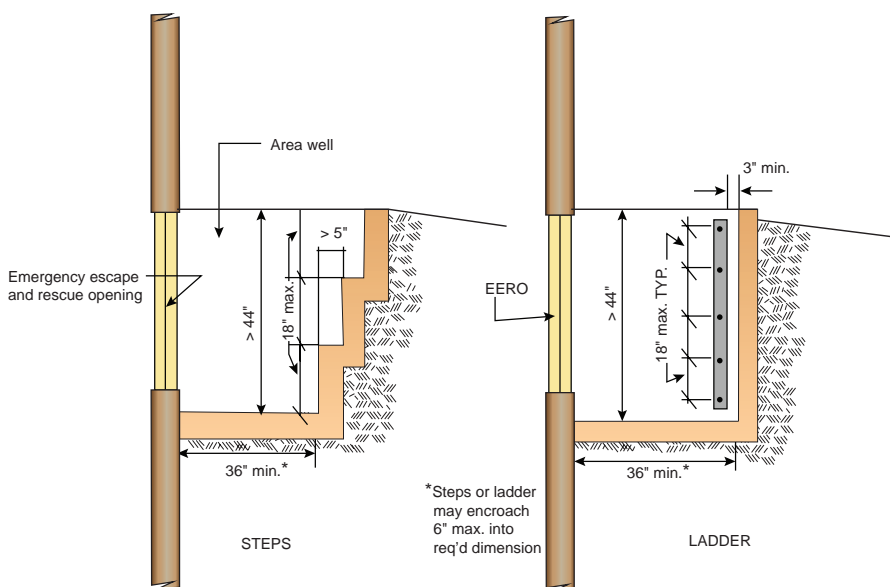 Area well
Emergency escape
and rescue opening
> 5"
> 44"
18" max.
36" min.*
STEPS
3" min.
EERO
> 44"
18" max. TYP.
36" min.*
*Steps or ladder
may encroach
6" max. into
req'd dimension
LADDER